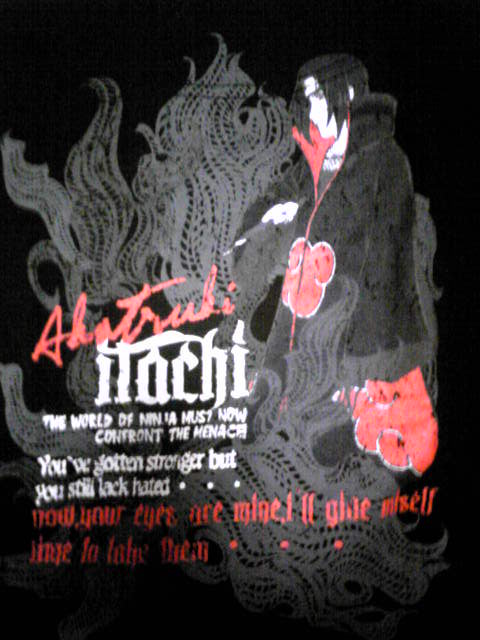 Akatsuki
itachi
THE WORLD OF NINJA MUST NOW
CONFRONT THE MENACE!
You've gotten stronger but
you still lack hated . . .
now,your eyes are mine,I ll give miself
time to take them . . .